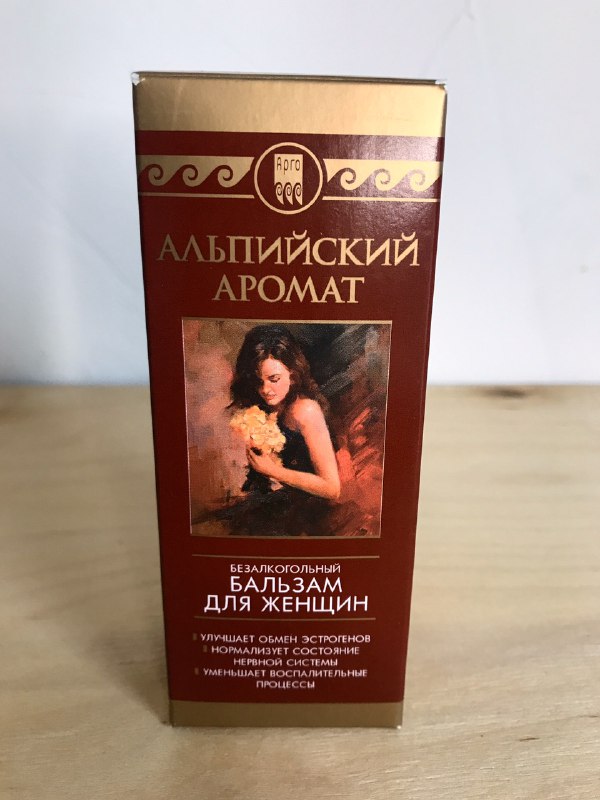 Арго
АЛЬПИЙСКИЙ
АРОМАТ
БЕЗАЛКОГОЛЬНЫЙ
БАЛЬЗАМ
ДЛЯ ЖЕНЩИН
УЛУЧШАЕТ ОБМЕН ЭСТРОГЕНОВ
НОРМАЛИЗУЕТ СОСТОЯНИЕ
НЕРВНОЙ СИСТЕМЫ
УМЕНЬШАЕТ ВОСПАЛИТЕЛЬНЫЕ
ПРОЦЕССЫ